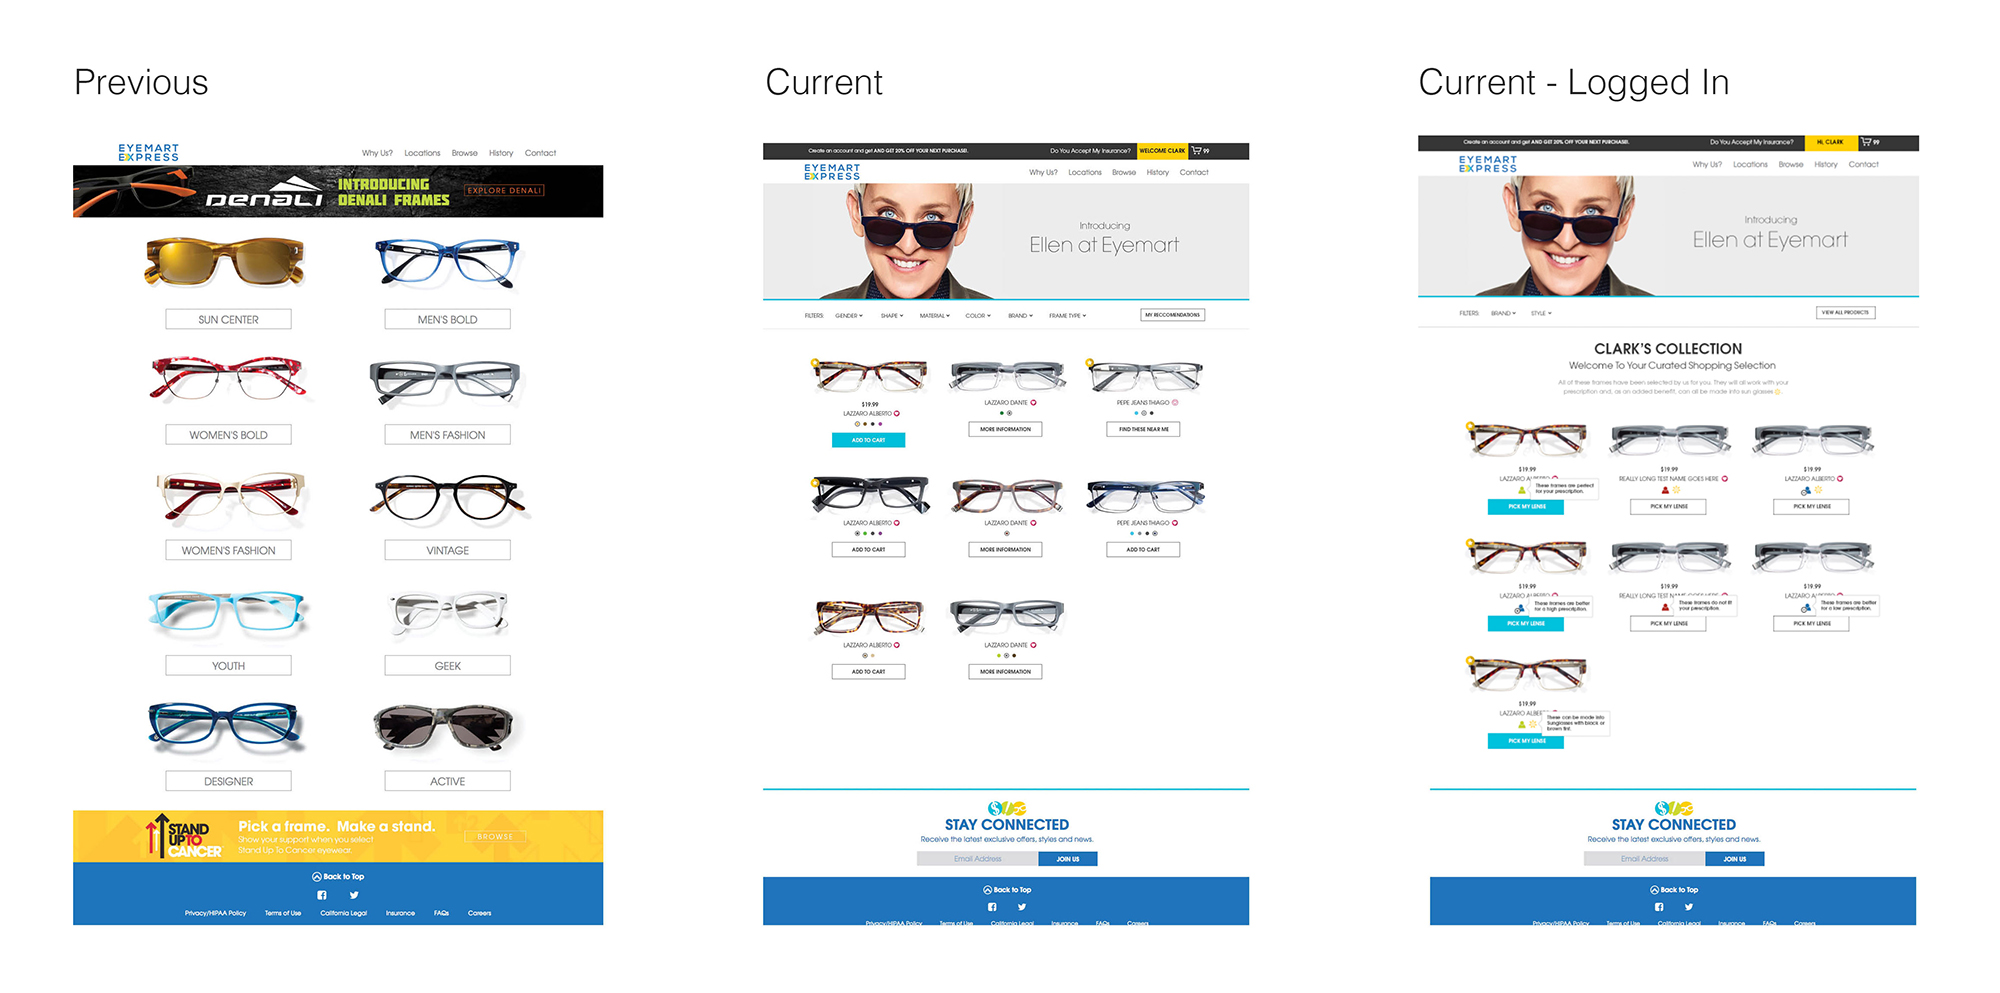 Previous
EYEMART
EXPRESS
Why Us? Locations Browse History Contact
DENALI
INTRODUCING
DENALI FRAMES
EXPLORE DENALI
SUN CENTER
MEN'S BOLD
WOMEN'S BOLD
MEN'S FASHION
WOMEN'S FASHION
VINTAGE
YOUTH
GEEK
DESIGNER
ACTIVE
STAND
UP TO
CANCER
Pick a frame. Make a stand.
Show your support when you select
Stand Up To Cancer eyewear.
BROWSE
Back to Top
Privacy/HIPAA Policy Terms of Use California Legal Insurance FAQs Careers
Current
Create an account and get AND GET 20% OFF YOUR NEXT PURCHASE!
Do You Accept My Insurance?
WELCOME CLARK
99
EYEMART
EXPRESS
Why Us? Locations Browse History Contact
Introducing
Ellen at Eyemart
FILTERS: GENDER SHAPE MATERIAL COLOR BRAND FRAME TYPE
MY RECCOMENDATIONS
$19.99
LAZZARO ALBERTO
ADD TO CART
LAZZARO DANTE
MORE INFORMATION
PEPE JEANS THIAGO
FIND THESE NEAR ME
LAZZARO ALBERTO
ADD TO CART
LAZZARO DANTE
MORE INFORMATION
PEPE JEANS THIAGO
ADD TO CART
LAZZARO ALBERTO
ADD TO CART
LAZZARO DANTE
MORE INFORMATION
STAY CONNECTED
Receive the latest exclusive offers, styles and news.
Email Address
JOIN US
Back to Top
Privacy/HIPAA Policy Terms of Use California Legal Insurance FAQs Careers
Current - Logged In
Create an account and get AND GET 20% OFF YOUR NEXT PURCHASE!
Do You Accept My Insurance?
HI, CLARK
99
EYEMART
EXPRESS
Why Us? Locations Browse History Contact
Introducing
Ellen at Eyemart
FILTERS: BRAND STYLE
VIEW ALL PRODUCTS
CLARK'S COLLECTION
Welcome To Your Curated Shopping Selection
All of these frames have been selected by us for you. They will all work with your
prescription and, as an added benefit, can all be made into sun glasses
$19.99
LAZZARO
These frames are perfect
for your prescription.
PICK MY LENSE
$19.99
REALLY LONG TEST NAME GOES HERE
PICK MY LENSE
$19.99
LAZZARO ALBERTO
PICK MY LENSE
$19.99
LAZZARO
These frames are better
for a high prescription.
PICK MY LENSE
$19.99
REALLY LONG TEST
These frames do not fit
your prescription.
PICK MY LENSE
$19.99
LAZZARO
These frames are better
for a low prescription.
PICK MY LENSE
$19.99
LAZZARO
These can be made into
Sunglasses with black or
brown tint.
PICK MY LENSE
STAY CONNECTED
Receive the latest exclusive offers, styles and news.
Email Address
JOIN US
Back to Top
Privacy/HIPAA Policy Terms of Use California Legal Insurance FAQs Careers